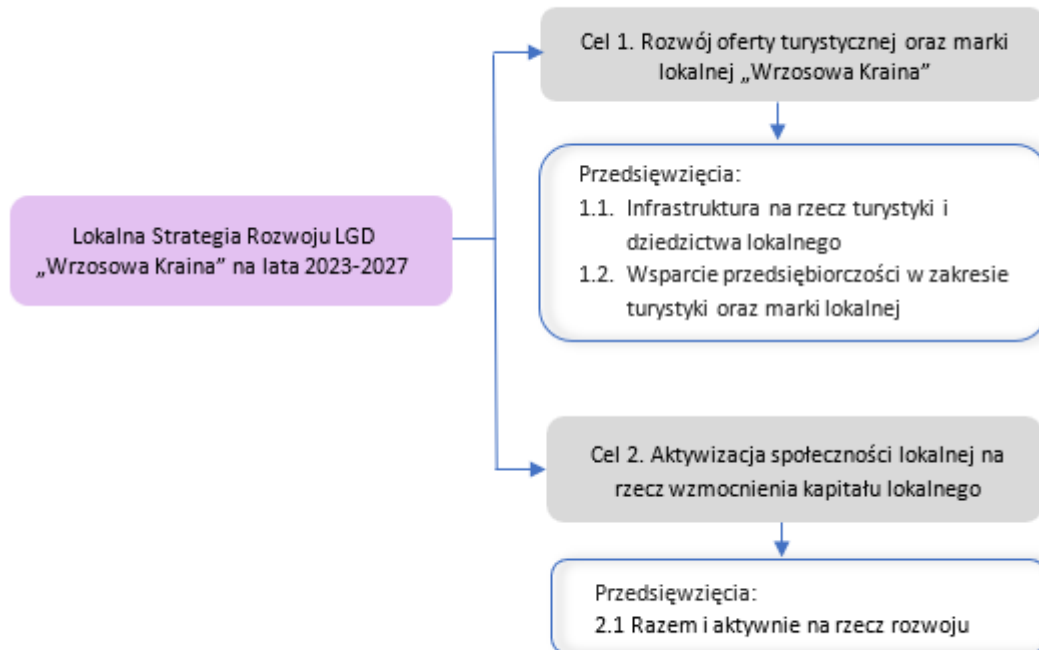 Cel 1. Rozwój oferty turystycznej oraz marki
lokalnej „Wrzosowa Kraina”
Przedsięwzięcia:
1.1. Infrastruktura na rzecz turystyki i
dziedzictwa lokalnego
1.2. Wsparcie przedsiębiorczości w zakresie
turystyki oraz marki lokalnej
Lokalna Strategia Rozwoju LGD
„Wrzosowa Kraina” na lata 2023-2027
Cel 2. Aktywizacja społeczności lokalnej na
rzecz wzmocnienia kapitału lokalnego
Przedsięwzięcia:
2.1 Razem i aktywnie na rzecz rozwoju